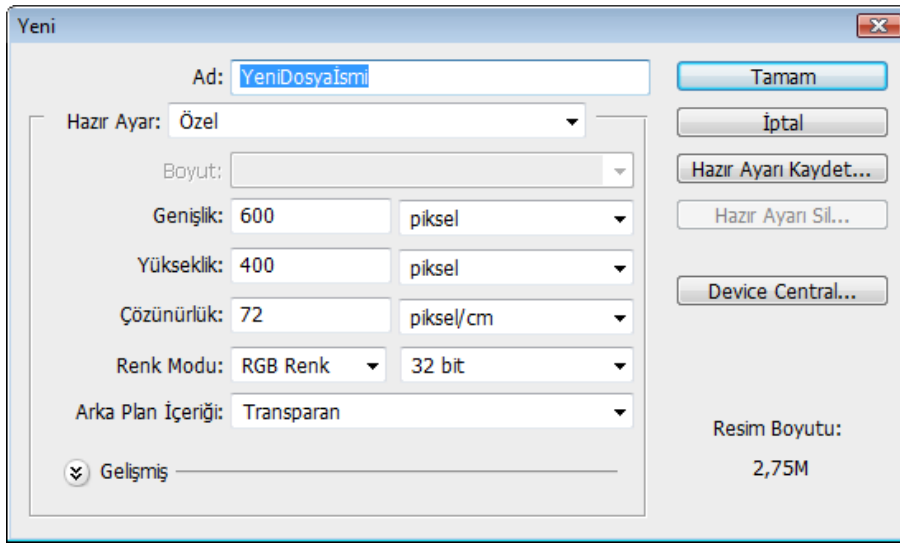 Yeni
Ad: YeniDosyaİsmi
Tamam
Hazır Ayar: Özel
İptal
Boyut:
Hazır Ayarı Kaydet...
Genişlik: 600 piksel
Hazır Ayarı Sil...
Yükseklik: 400 piksel
Device Central...
Çözünürlük: 72 piksel/cm
Renk Modu: RGB Renk 32 bit
Arka Plan İçeriği: Transparan
Resim Boyutu:
Gelişmiş
2,75M